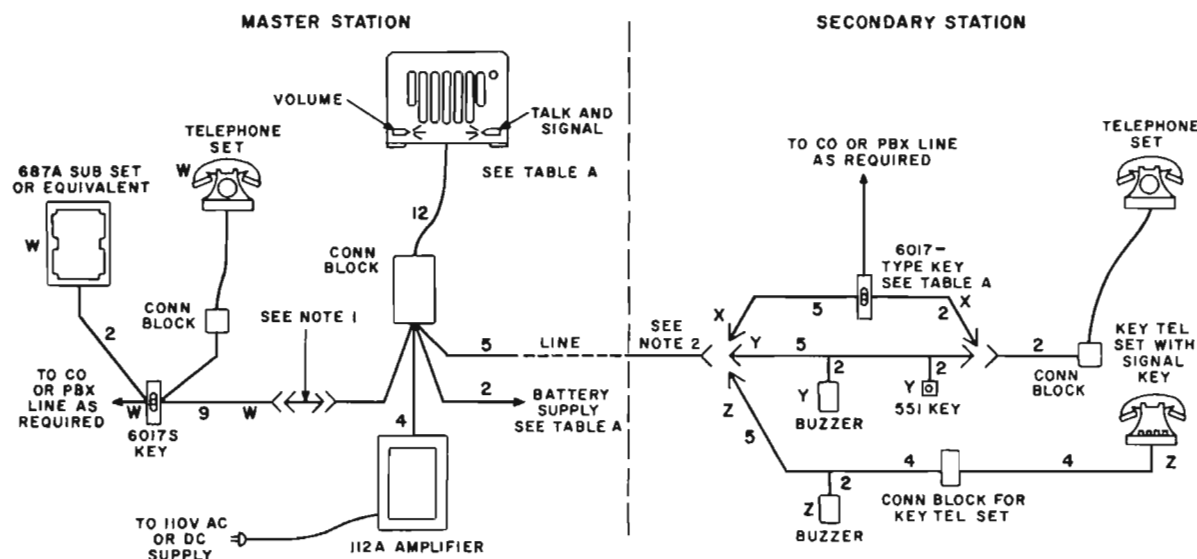 MASTER STATION
SECONDARY STATION
VOLUME
TALK AND
SIGNAL
TELEPHONE
SET
W
687A SUB SET
OR EQUIVALENT
W
SEE TABLE A
12
CONN
BLOCK
CONN
BLOCK
2
SEE NOTE 1
TO CO
OR PBX
LINE AS
REQUIRED
W
9
W
6017S
KEY
5
LINE
2
BATTERY
SUPPLY
SEE TABLE A
4
TO 110V AC
OR DC
SUPPLY
112A AMPLIFIER
TO CO OR PBX LINE
AS REQUIRED
TELEPHONE
SET
6017-
TYPE KEY
SEE TABLE A
5
2
X
X
SEE
NOTE 2
Y
5
2
2
Y
BUZZER
Y
551 KEY
2
CONN
BLOCK
KEY TEL
SET WITH
SIGNAL
KEY
Z
5
4
4
Z
2
Z
BUZZER
CONN BLOCK FOR
KEY TEL SET